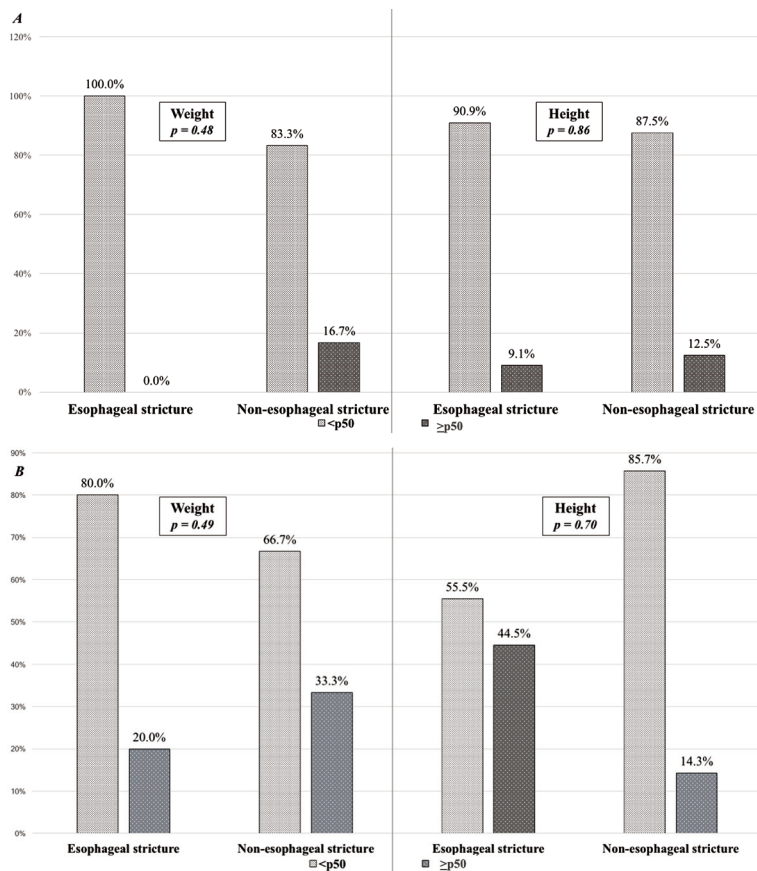 A
120%
100%
80%
60%
40%
20%
0%
100.0%
0.0%
83.3%
16.7%
90.9%
9.1%
87.5%
12.5%
Weight
p = 0.48
Height
p = 0.86
Esophageal stricture
Non-esophageal stricture
Esophageal stricture
Non-esophageal stricture
<p50
≥p50
B
90%
80%
70%
60%
50%
40%
30%
20%
10%
0%
80.0%
20.0%
66.7%
33.3%
55.5%
44.5%
85.7%
14.3%
Weight
p = 0.49
Height
p = 0.70
Esophageal stricture
Non-esophageal stricture
Esophageal stricture
Non-esophageal stricture
<p50
≥p50